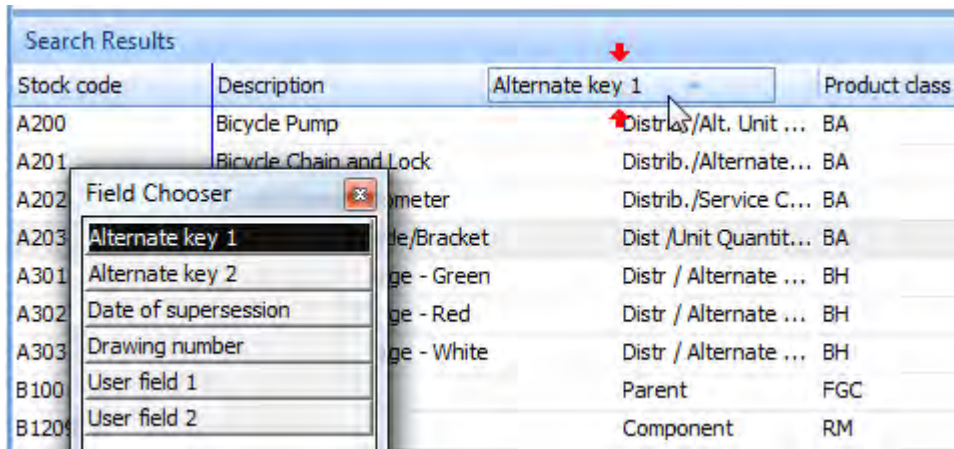 Search Results
Stock code Description Alternate key 1 Product class
A200 Bicycle Pump /Alt. Unit ... BA
A201 Bicycle Chain and Lock Distrib./Alternate... BA
A202 ometer Distrib./Service C... BA
A203 de/Bracket Dist /Unit Quantit... BA
A301 ge - Green Distr / Alternate ... BH
A302 ge - Red Distr / Alternate ... BH
A303 ge - White Distr / Alternate ... BH
B100 Parent FGC
B1209 Component RM
Field Chooser
Alternate key 1
Alternate key 2
Date of supersession
Drawing number
User field 1
User field 2